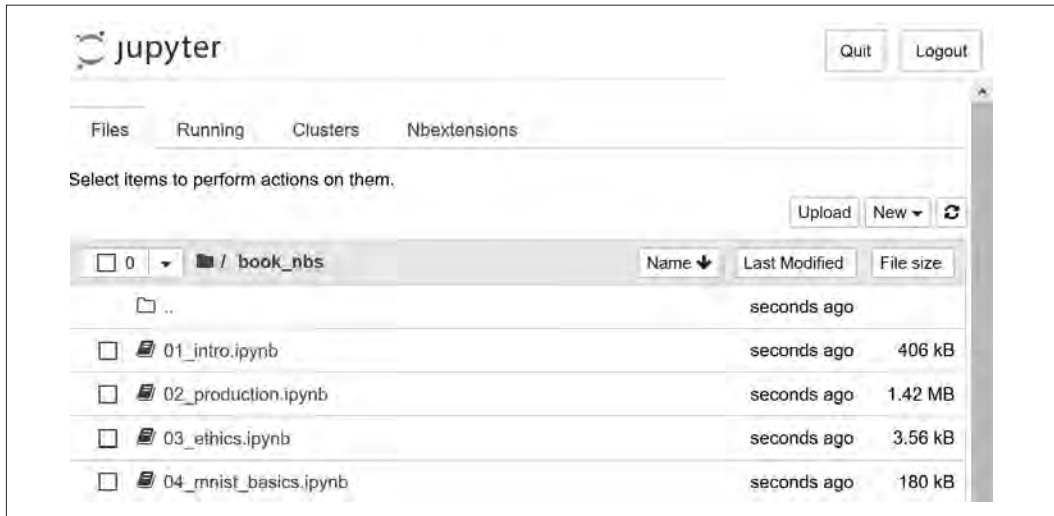 jupyter
Quit Logout
Files Running Clusters Nbextensions
Select items to perform actions on them.
Upload New
0 / book_nbs Name Last Modified File size
.. seconds ago
01_intro.ipynb seconds ago 406 kB
02_production.ipynb seconds ago 1.42 MB
03_ethics.ipynb seconds ago 3.56 kB
04_mnist_basics.ipynb seconds ago 180 kB